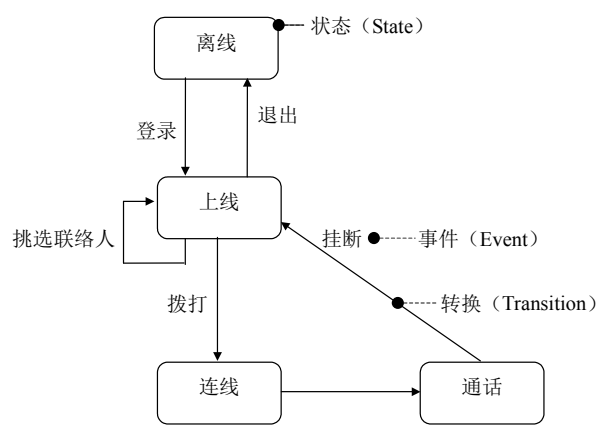 离线
状态（State）
登录
退出
上线
挑选联络人
挂断
事件（Event）
拨打
转换（Transition）
连线
通话